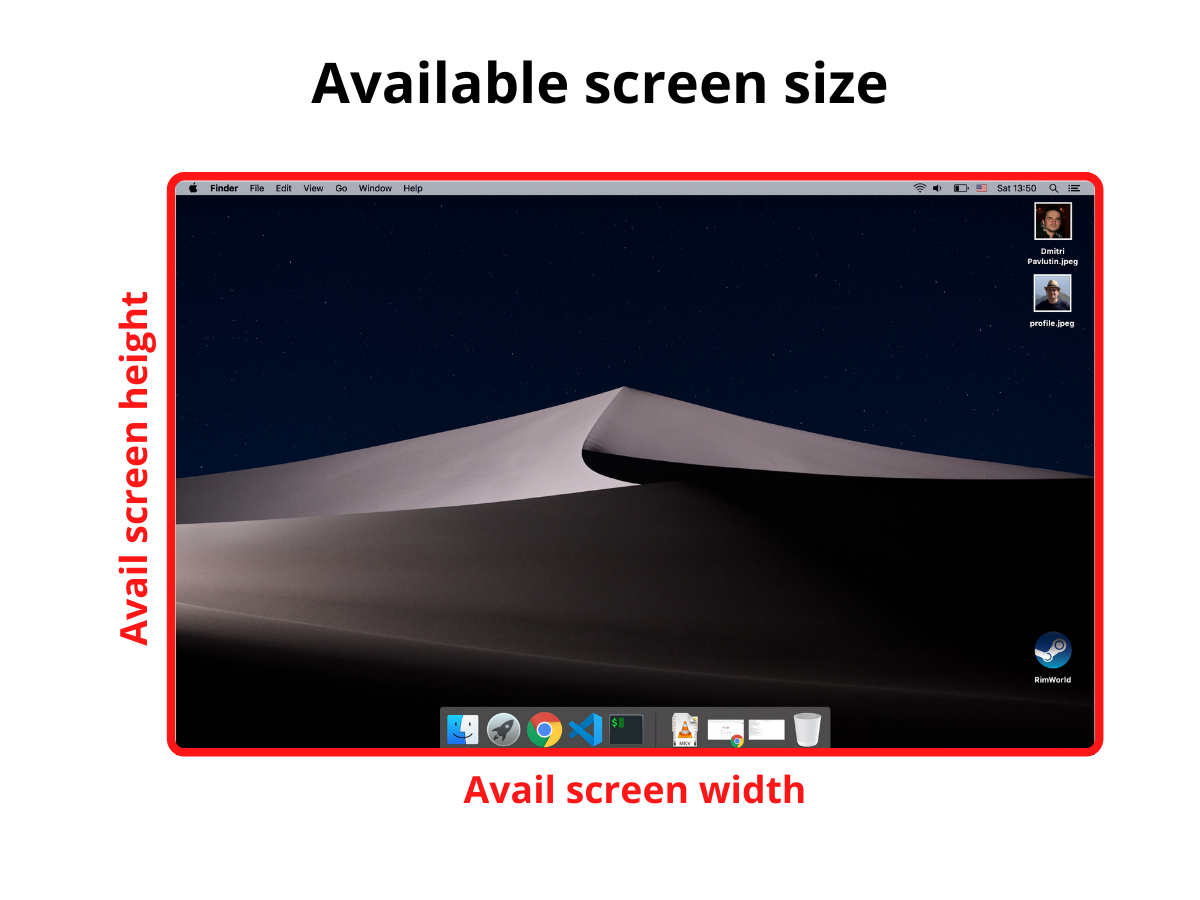 Available screen size
Finder File Edit View Go Window Help
Sat 13:50
Dmitri
Pavlutin.jpeg
profile.jpeg
Avail screen height
RimWorld
$
MKV
Avail screen width